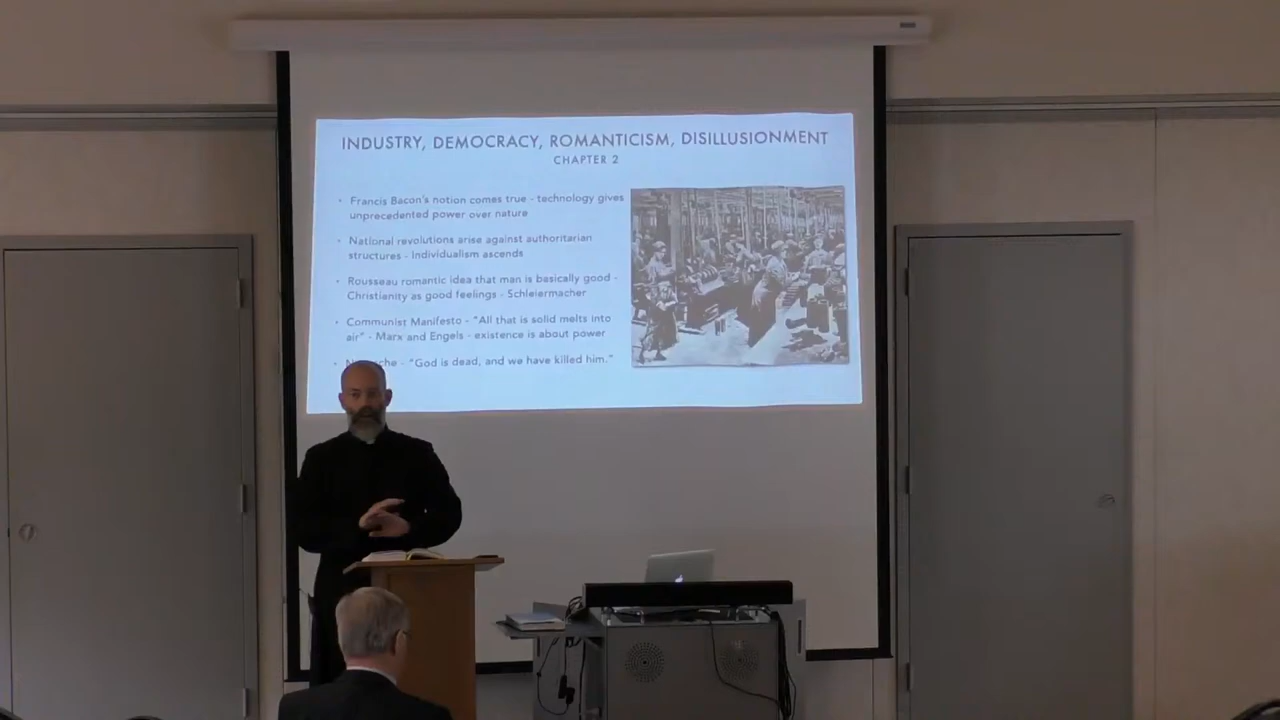 INDUSTRY, DEMOCRACY, ROMANTICISM, DISILLUSIONMENT
CHAPTER 2
• Francis Bacon's notion comes true - technology gives
unprecedented power over nature
• National revolutions arise against authoritarian
structures - Individualism ascends
• Rousseau romantic idea that man is basically good -
Christianity as good feelings - Schleiermacher
• Communist Manifesto - "All that is solid melts into
air" - Marx and Engels - existence is about power
• - "God is dead, and we have killed him."